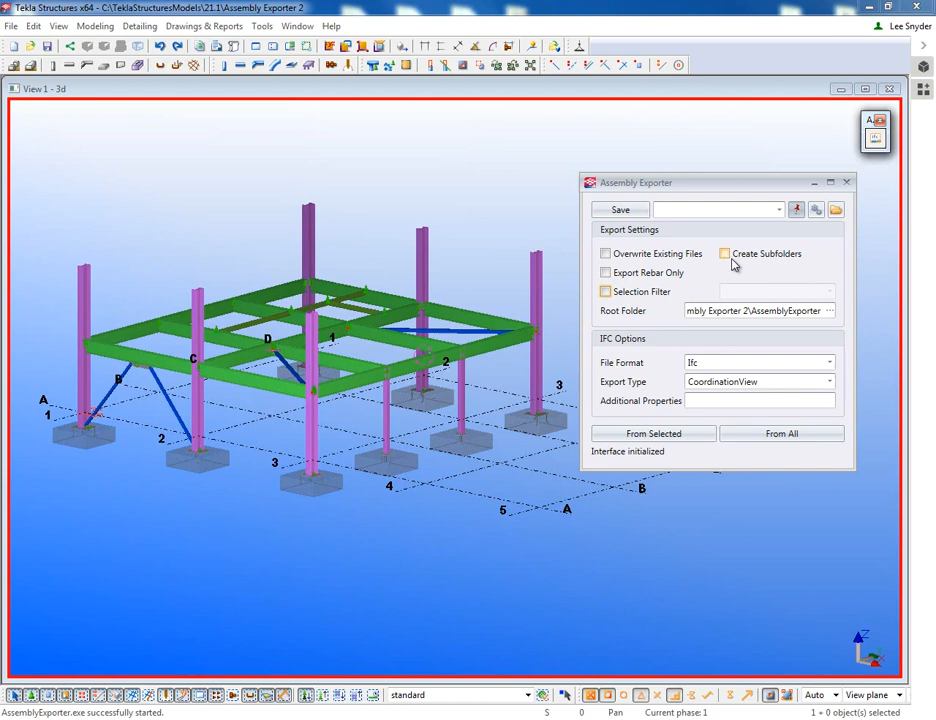 Tekla Structures x64 - C:\TeklaStructuresModels\21.1\Assembly Exporter 2
File Edit View Modeling Detailing Drawings & Reports Tools Window Help
Lee Snyder
View 1 - 3d
Assembly Exporter
Save
Export Settings
Overwrite Existing Files
Create Subfolders
Export Rebar Only
Selection Filter
Root Folder
mbly Exporter 2\AssemblyExporter ...
IFC Options
File Format
Ifc
Export Type
CoordinationView
Additional Properties
From Selected
From All
Interface initialized
D
1
C
2
B
3
A
1
2
3
4
B
5
A
Z
standard
Auto
View plane
AssemblyExporter.exe successfully started.
S
0
Pan
Current phase: 1
1 + 0 object(s) selected